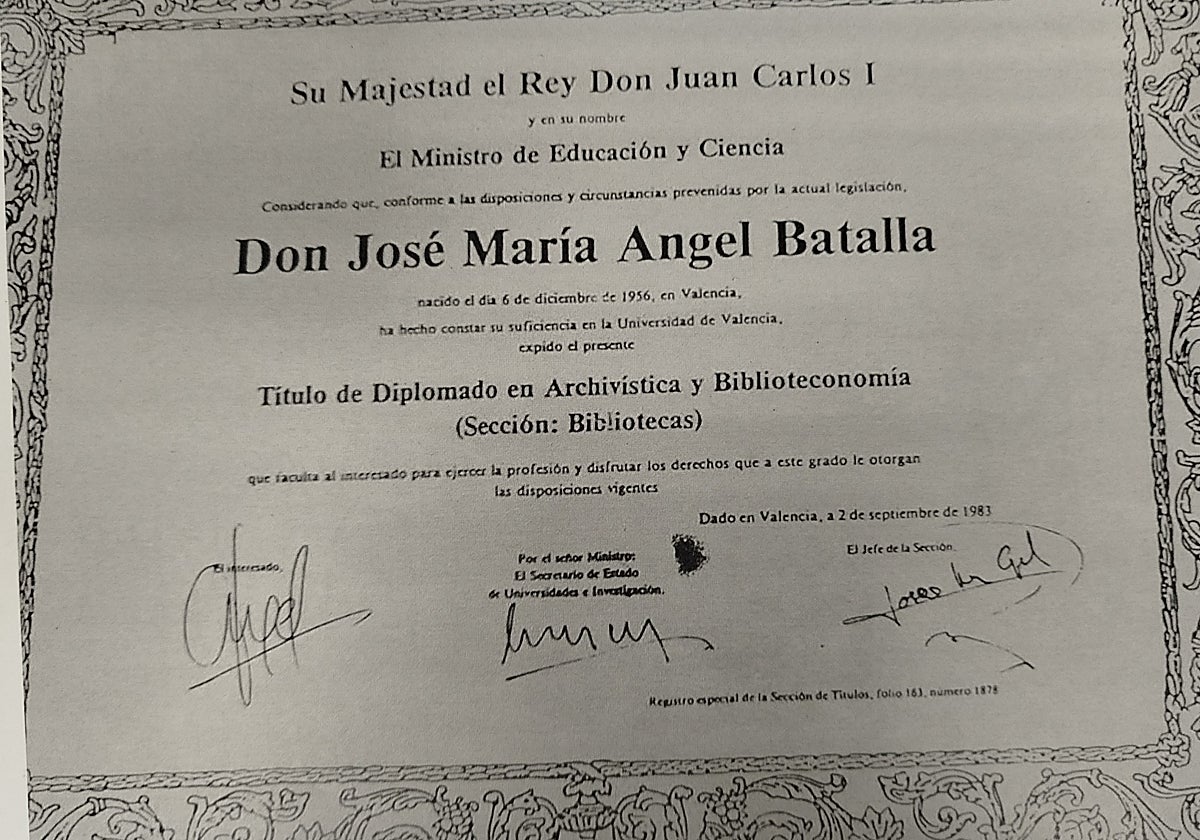 Su Majestad el Rey Don Juan Carlos I
y en su nombre
El Ministro de Educación y Ciencia
Considerando que, conforme a las disposiciones y circunstancias prevenidas por la actual legislación,
Don José María Angel Batalla
nacido el día 6 de diciembre de 1956, en Valencia,
ha hecho constar su suficiencia en la Universidad de Valencia,
expido el presente
Título de Diplomado en Archivística y Biblioteconomía
(Sección: Bibliotecas)
que faculta al interesado para ejercer la profesión y disfrutar los derechos que a este grado le otorgan
las disposiciones vigentes
Dado en Valencia, a 2 de septiembre de 1983
El interesado,
Por el señor Ministro:
El Secretario de Estado
de Universidades e Investigación,
El Jefe de la Sección,
Registro especial de la Sección de Títulos, folio 163, número 1878